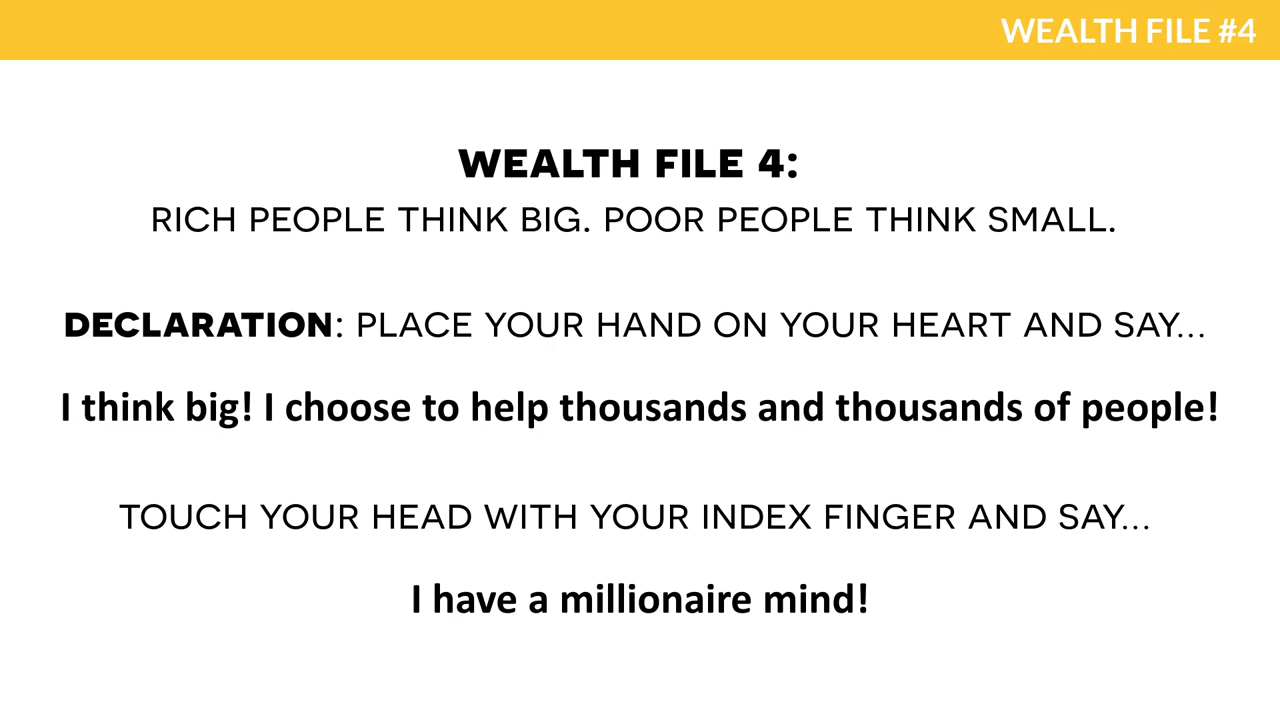 WEALTH FILE #4
WEALTH FILE 4:
RICH PEOPLE THINK BIG. POOR PEOPLE THINK SMALL.
DECLARATION: PLACE YOUR HAND ON YOUR HEART AND SAY...
I think big! I choose to help thousands and thousands of people!
TOUCH YOUR HEAD WITH YOUR INDEX FINGER AND SAY...
I have a millionaire mind!